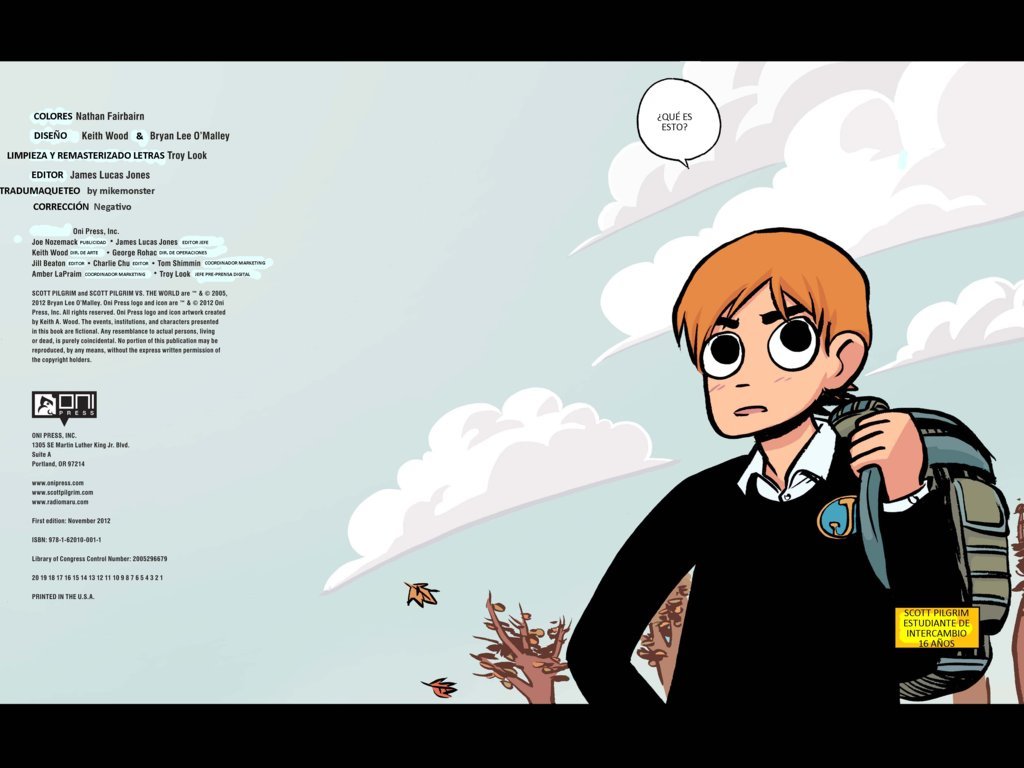 COLORES Nathan Fairbairn
DISEÑO Keith Wood & Bryan Lee O'Malley
LIMPIEZA Y REMASTERIZADO LETRAS Troy Look
EDITOR James Lucas Jones
TRADUMAQUETEO by mikemonster
CORRECCIÓN Negativo
Oni Press, Inc.
Joe Nozemack PUBLICIDAD * James Lucas Jones EDITOR JEFE
Keith Wood DIR. DE ARTE • George Rohac DIR. DE OPERACIONES
Jill Beaton EDITOR • Charlie Chu EDITOR • Tom Shimmin COORDINADOR MARKETING
Amber LaPraim COORDINADOR MARKETING * Troy Look JEFE PRE-PRENSA DIGITAL
SCOTT PILGRIM and SCOTT PILGRIM VS. THE WORLD are ™ & © 2005,
2012 Bryan Lee O'Malley. Oni Press logo and icon are ™ & © 2012 Oni
Press, Inc. All rights reserved. Oni Press logo and icon artwork created
by Keith A. Wood. The events, institutions, and characters presented
in this book are fictional. Any resemblance to actual persons, living
or dead, is purely coincidental. No portion of this publication may be
reproduced, by any means, without the express written permission of
the copyright holders.
ONI
PRESS
ONI PRESS, INC.
1305 SE Martin Luther King Jr. Blvd.
Suite A
Portland, OR 97214
www.onipress.com
www.scottpilgrim.com
www.radiomaru.com
First edition: November 2012
ISBN: 978-1-62010-001-1
Library of Congress Control Number: 2005296679
20 19 18 17 16 15 14 13 12 11 10 9 8 7 6 5 4 3 2 1
PRINTED IN THE U.S.A.
¿QUÉ ES
ESTO?
SCOTT PILGRIM
ESTUDIANTE DE
INTERCAMBIO
16 AÑOS